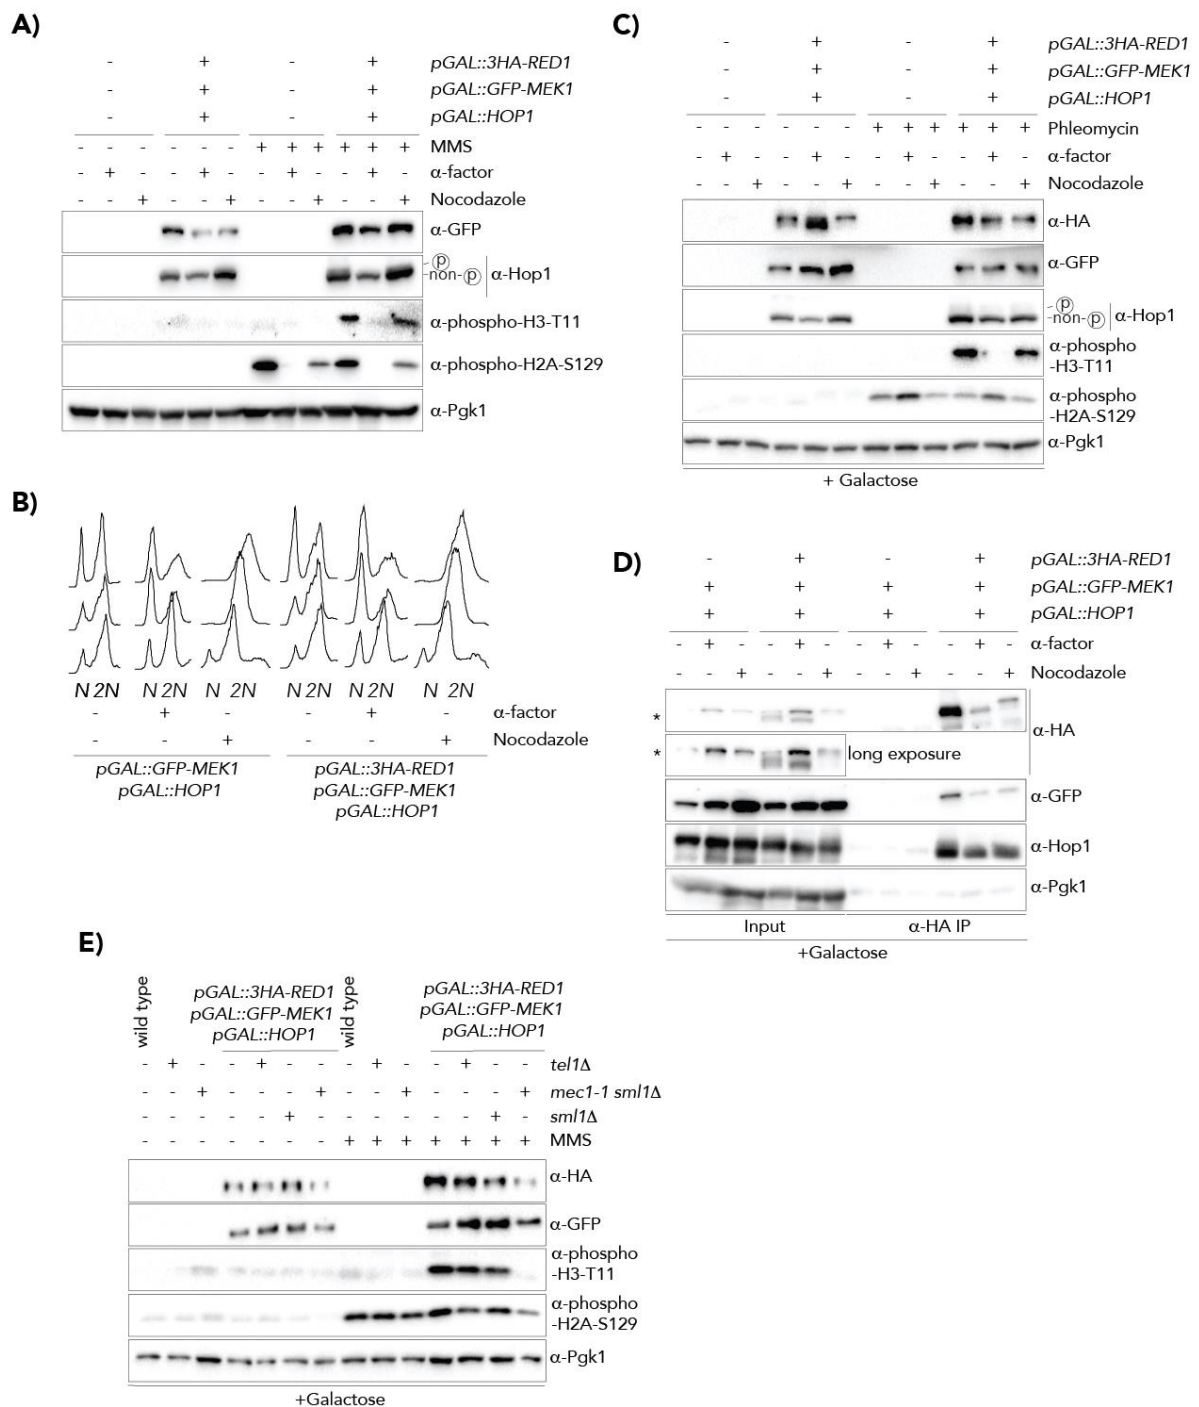 A)
- + - + pGAL::3HA-RED1
- + - + pGAL::GFP-MEK1
- + - + pGAL::HOP1
- - - - - - + + + + + + MMS
- + - - + - - + - - + - α-factor
- - + - - + - - + - - + Nocodazole
α-GFP
p
non-p α-Hop1
α-phospho-H3-T11
α-phospho-H2A-S129
α-Pgk1
B)
N 2N N 2N N 2N N 2N N 2N N 2N
- + - - + - α-factor
- - + - - + Nocodazole
pGAL::GFP-MEK1
pGAL::HOP1
pGAL::3HA-RED1
pGAL::GFP-MEK1
pGAL::HOP1
C)
- + - + pGAL::3HA-RED1
- + - + pGAL::GFP-MEK1
- + - + pGAL::HOP1
- - - - - - + + + + + + Phleomycin
- + - - + - - + - - + - α-factor
- - + - - + - - + - - + Nocodazole
α-HA
α-GFP
p
non-p α-Hop1
α-phospho
-H3-T11
α-phospho
-H2A-S129
α-Pgk1
+ Galactose
D)
- + - + pGAL::3HA-RED1
+ + + + pGAL::GFP-MEK1
+ + + + pGAL::HOP1
- + - - + - - + - - + - α-factor
- - + - - + - - + - - + Nocodazole
*
α-HA
*
long exposure
α-GFP
α-Hop1
α-Pgk1
Input α-HA IP
+Galactose
E)
wild type
pGAL::3HA-RED1
pGAL::GFP-MEK1
pGAL::HOP1
wild type
pGAL::3HA-RED1
pGAL::GFP-MEK1
pGAL::HOP1
- + - - + - - - + - - + - - tel1Δ
- - + - - - + - - + - - - + mec1-1 sml1Δ
- - - - - + - - - - - - + - sml1Δ
- - - - - - - + + + + + + + MMS
α-HA
α-GFP
α-phospho
-H3-T11
α-phospho
-H2A-S129
α-Pgk1
+Galactose